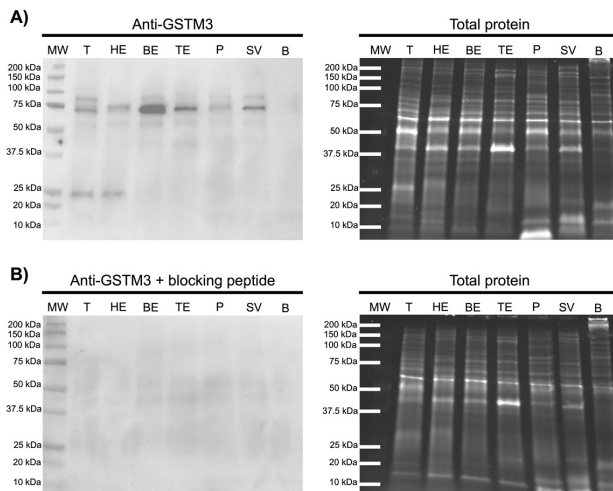 A)
Anti-GSTM3
MW T HE BE TE P SV B
200 kDa
150 kDa
100 kDa
75 kDa
50 kDa
37.5 kDa
25 kDa
20 kDa
10 kDa
Total protein
MW T HE BE TE P SV B
200 kDa
150 kDa
100 kDa
75 kDa
50 kDa
37.5 kDa
25 kDa
20 kDa
10 kDa
B)
Anti-GSTM3 + blocking peptide
MW T HE BE TE P SV B
200 kDa
150 kDa
100 kDa
75 kDa
50 kDa
37.5 kDa
25 kDa
20 kDa
10 kDa
Total protein
MW T HE BE TE P SV B
200 kDa
150 kDa
100 kDa
75 kDa
50 kDa
37.5 kDa
25 kDa
20 kDa
10 kDa